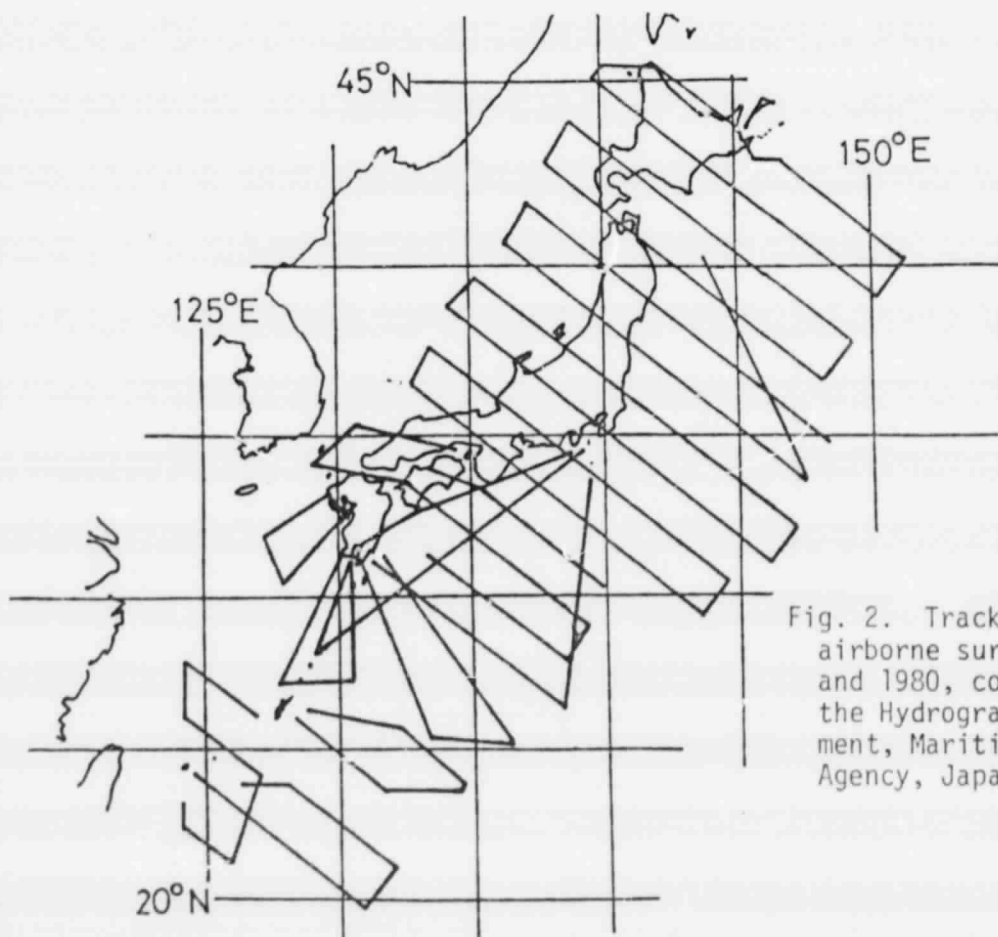 45°N
150°E
125°E
Fig. 2. Track
airborne sur
and 1980, co
the Hydrogra
ment, Mariti
Agency, Japa
20°N